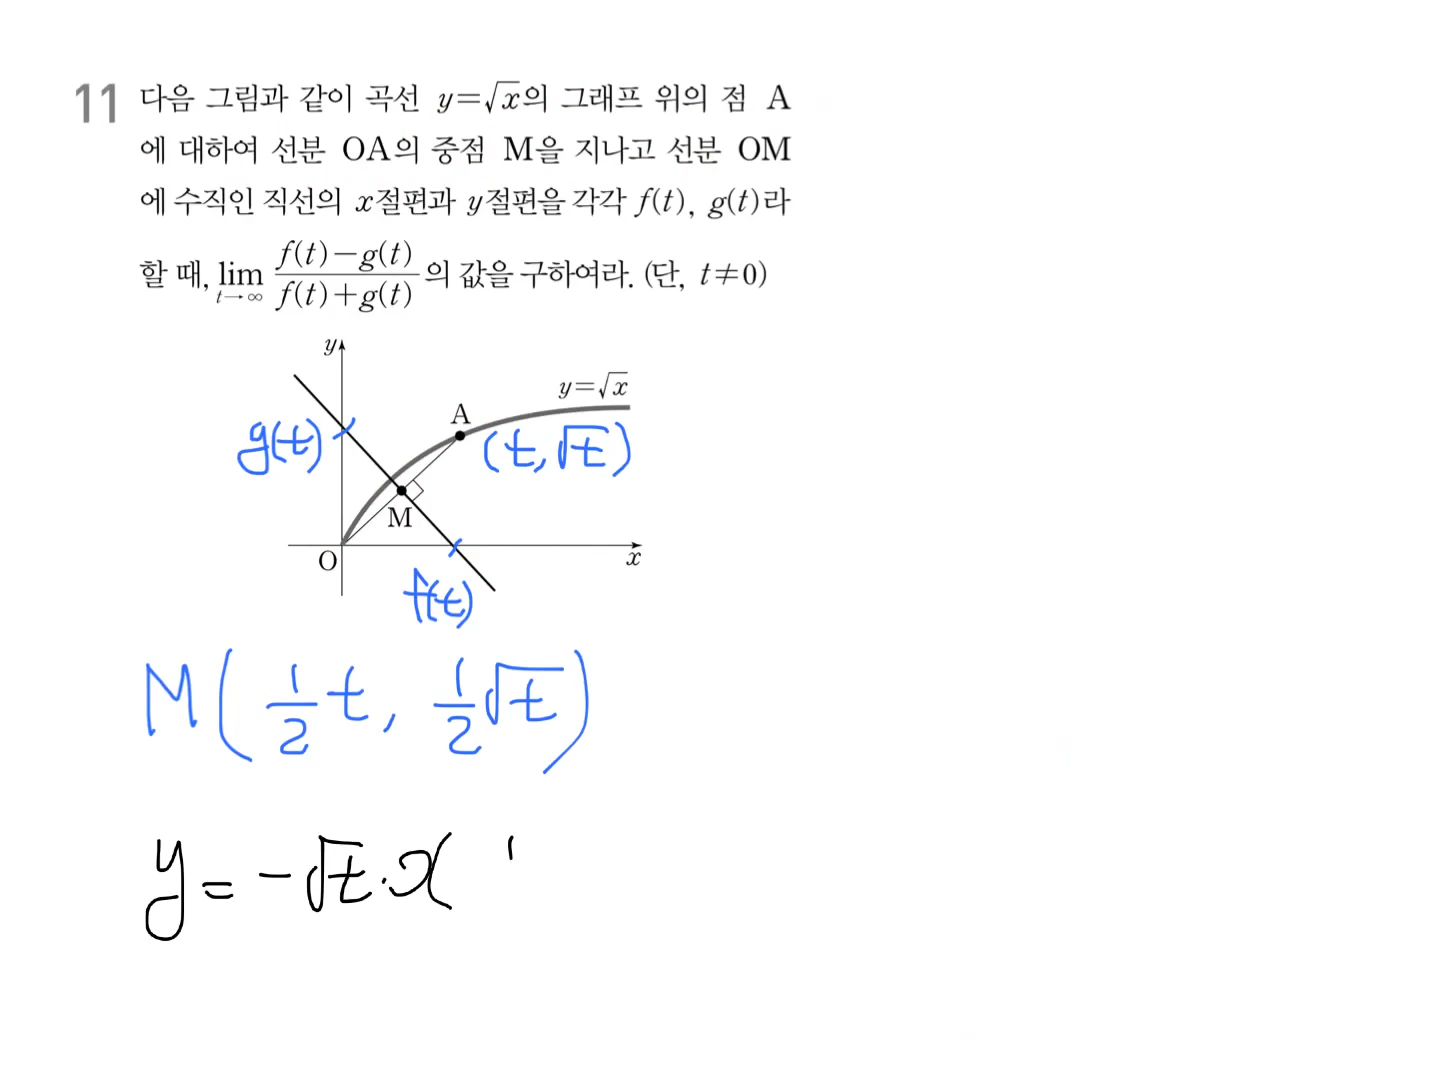 11 다음 그림과 같이 곡선 y=√x의 그래프 위의 점 A
에 대하여 선분 OA의 중점 M을 지나고 선분 OM
에 수직인 직선의 x절편과 y절편을 각각 f(t), g(t)라
할 때, lim t→∞ (f(t)−g(t))/(f(t)+g(t)) 의 값을 구하여라. (단, t≠0)
y
y=√x
A
g(t)
(t, √t)
M
O
x
f(t)
M(1/2 t, 1/2 √t)
y = -√t·x